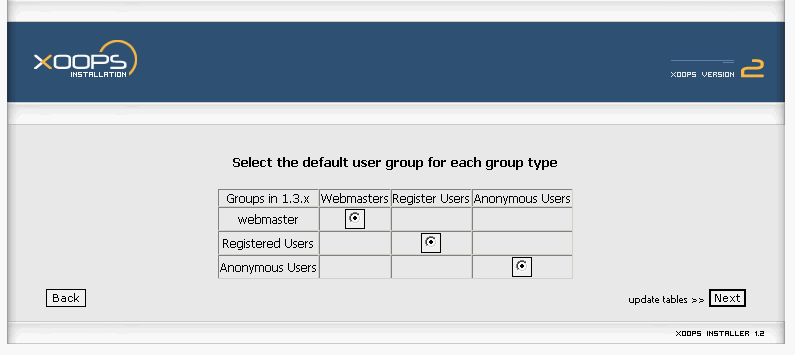 XOOPS
INSTALLATION
XOOPS VERSION 2
Select the default user group for each group type
Groups in 1.3.x Webmasters Register Users Anonymous Users
webmaster
Registered Users
Anonymous Users
Back
update tables >> Next
XOOPS INSTALLER 1.2